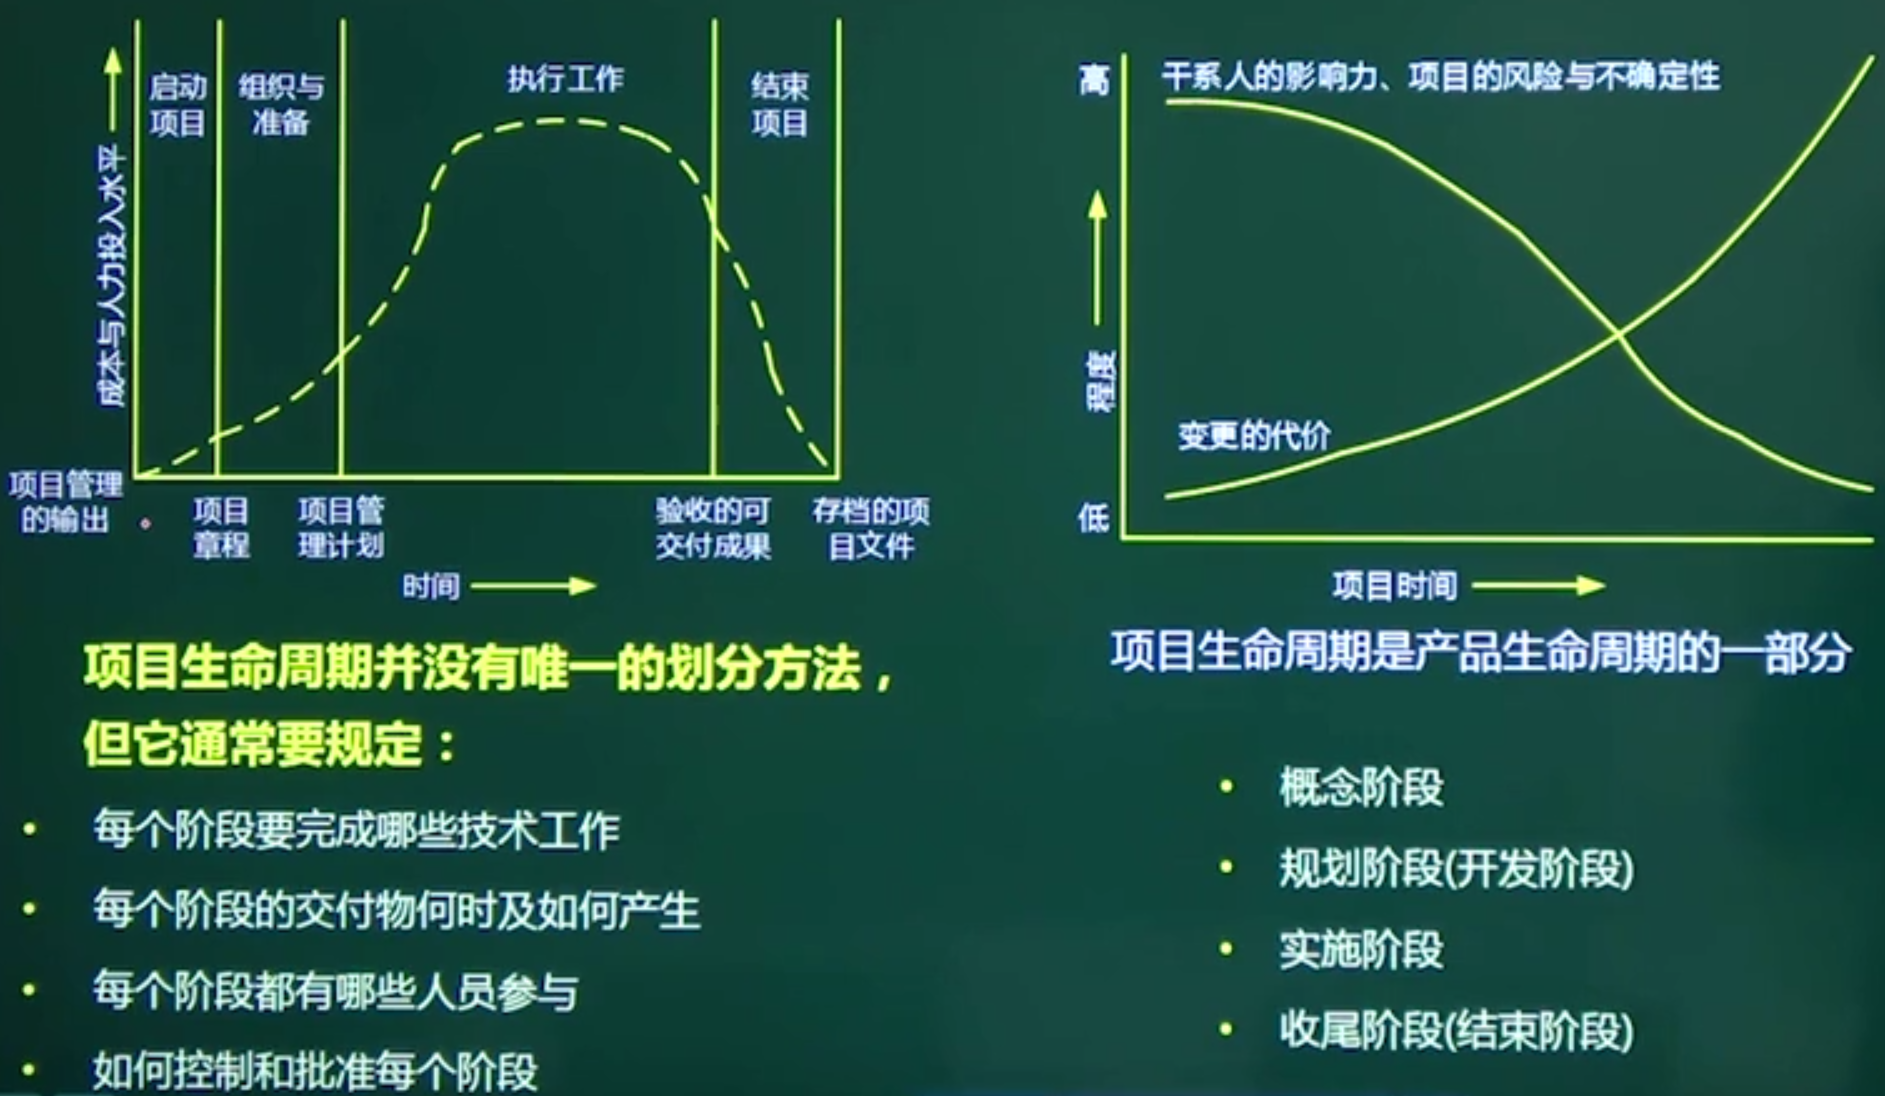 启动
项目
组织与
准备
执行工作
结束
项目
成本与人力投入水平
项目管理
的输出
项目
章程
项目管
理计划
验收的可
交付成果
存档的项
目文件
时间
项目生命周期并没有唯一的划分方法，
但它通常要规定：
• 每个阶段要完成哪些技术工作
• 每个阶段的交付物何时及如何产生
• 每个阶段都有哪些人员参与
• 如何控制和批准每个阶段
高
干系人的影响力、项目的风险与不确定性
程度
变更的代价
低
项目时间
项目生命周期是产品生命周期的一部分
• 概念阶段
• 规划阶段(开发阶段)
• 实施阶段
• 收尾阶段(结束阶段)